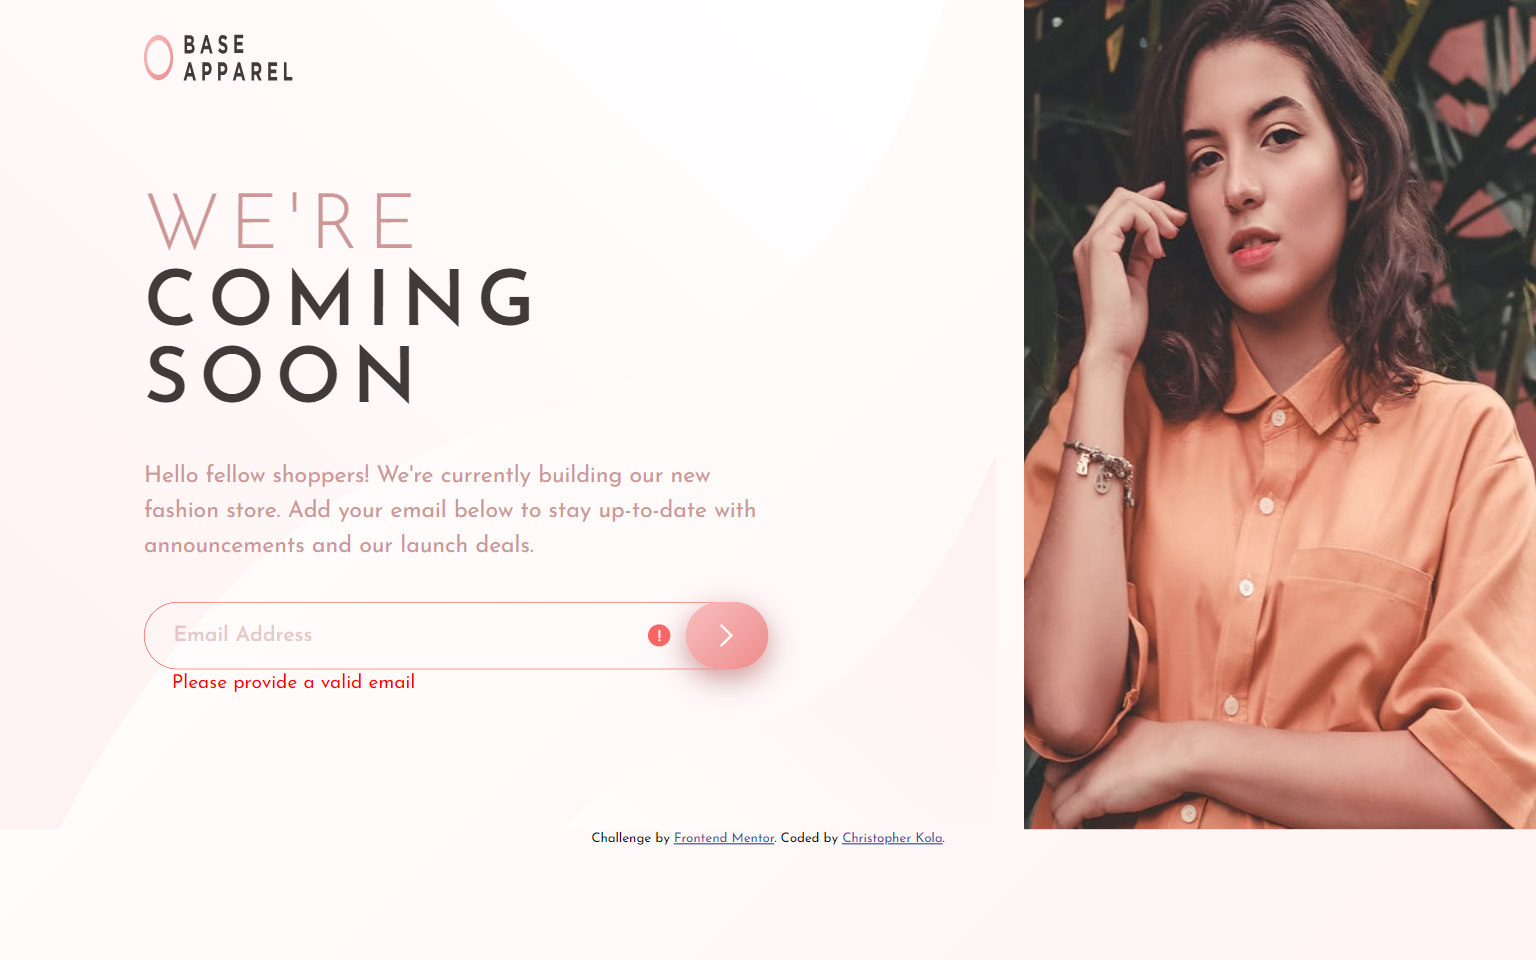 BASE
APPAREL
WE'RE
COMING
SOON
Hello fellow shoppers! We're currently building our new
fashion store. Add your email below to stay up-to-date with
announcements and our launch deals.
Email Address
!
Please provide a valid email
Challenge by Frontend Mentor. Coded by Christopher Kola.